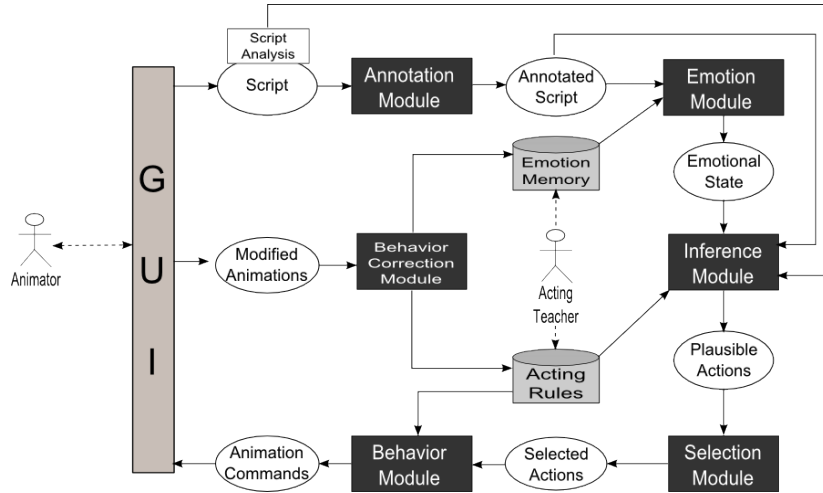 Script
Analysis
Script
Annotation
Module
Annotated
Script
Emotion
Module
G
U
I
Emotion
Memory
Emotional
State
Animator
Modified
Animations
Behavior
Correction
Module
Acting
Teacher
Inference
Module
Acting
Rules
Plausible
Actions
Animation
Commands
Behavior
Module
Selected
Actions
Selection
Module